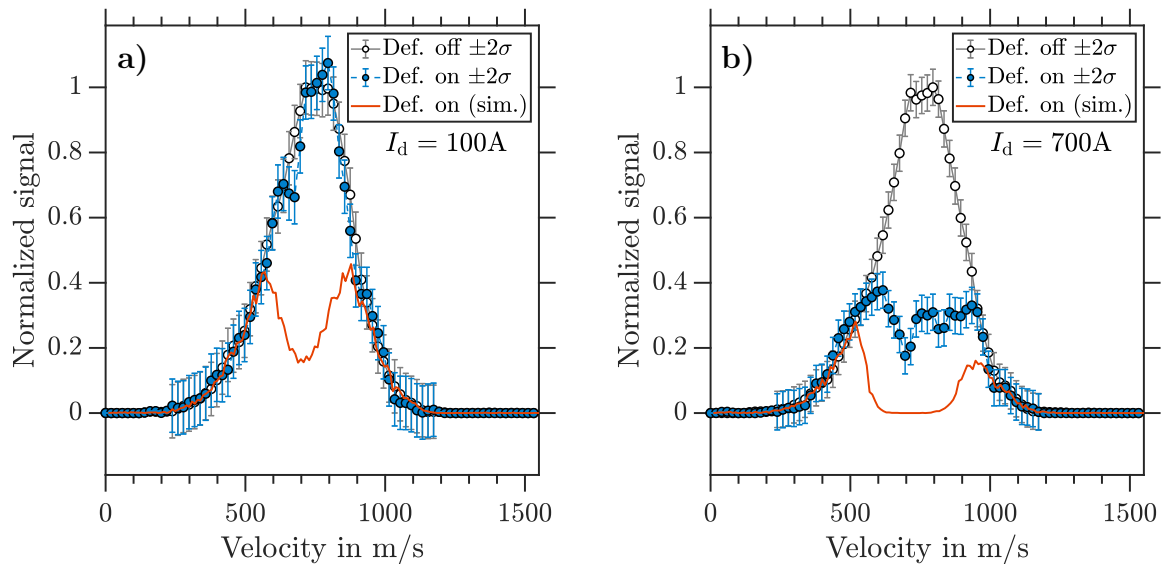 a)
Def. off ±2σ
Def. on ±2σ
Def. on (sim.)
I_d = 100A
Normalized signal
1
0.8
0.6
0.4
0.2
0
0
500
1000
1500
Velocity in m/s
b)
Def. off ±2σ
Def. on ±2σ
Def. on (sim.)
I_d = 700A
Normalized signal
1
0.8
0.6
0.4
0.2
0
0
500
1000
1500
Velocity in m/s